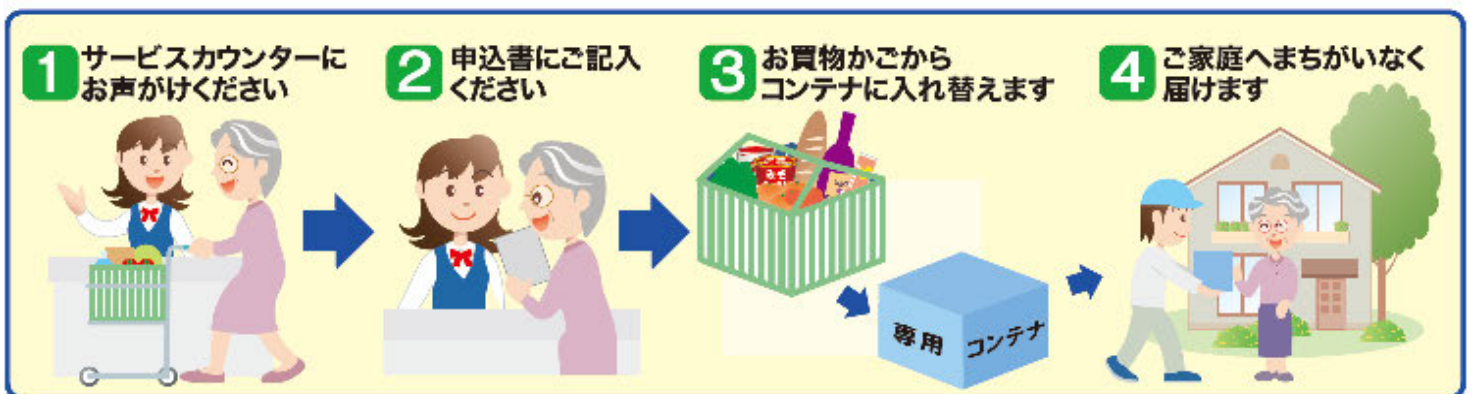 1 サービスカウンターに
お声がけください
2 申込書にご記入
ください
3 お買物かごから
コンテナに入れ替えます
4 ご家庭へまちがいなく
届けます
みそ
専用 コンテナ